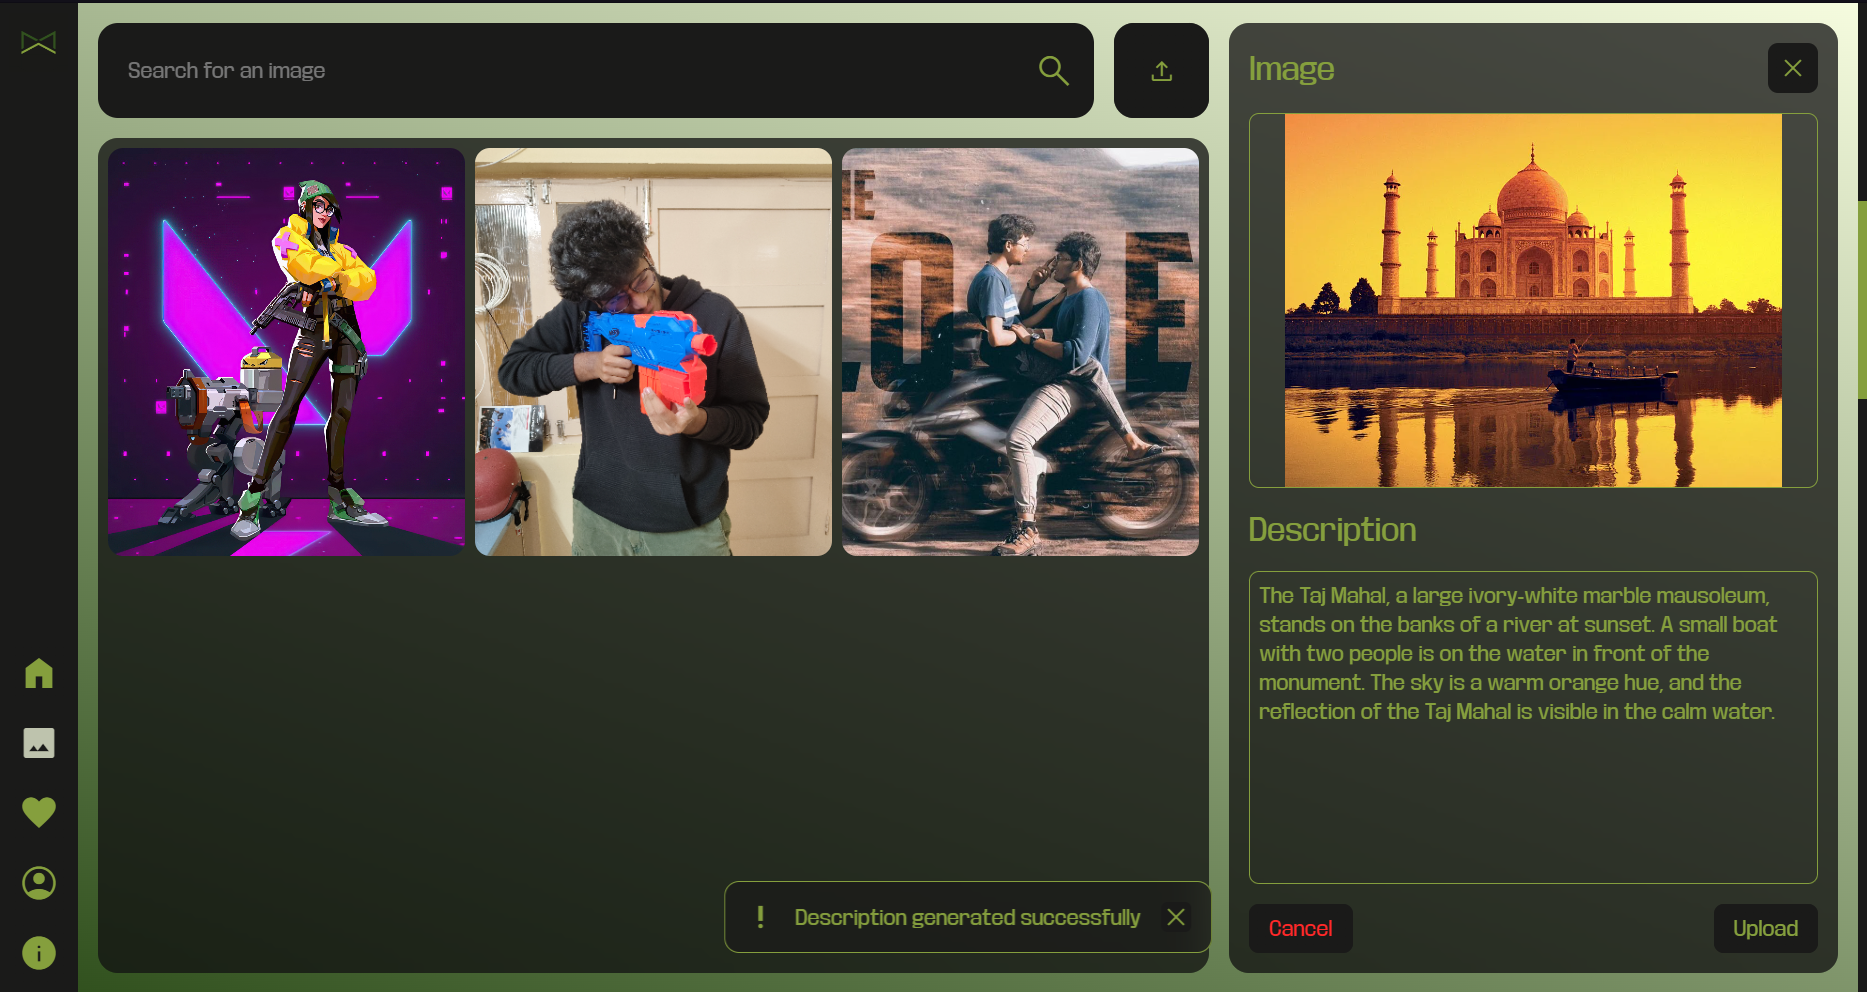 Search for an image
Image
Description
The Taj Mahal, a large ivory-white marble mausoleum,
stands on the banks of a river at sunset. A small boat
with two people is on the water in front of the
monument. The sky is a warm orange hue, and the
reflection of the Taj Mahal is visible in the calm water.
Cancel
Upload
! Description generated successfully